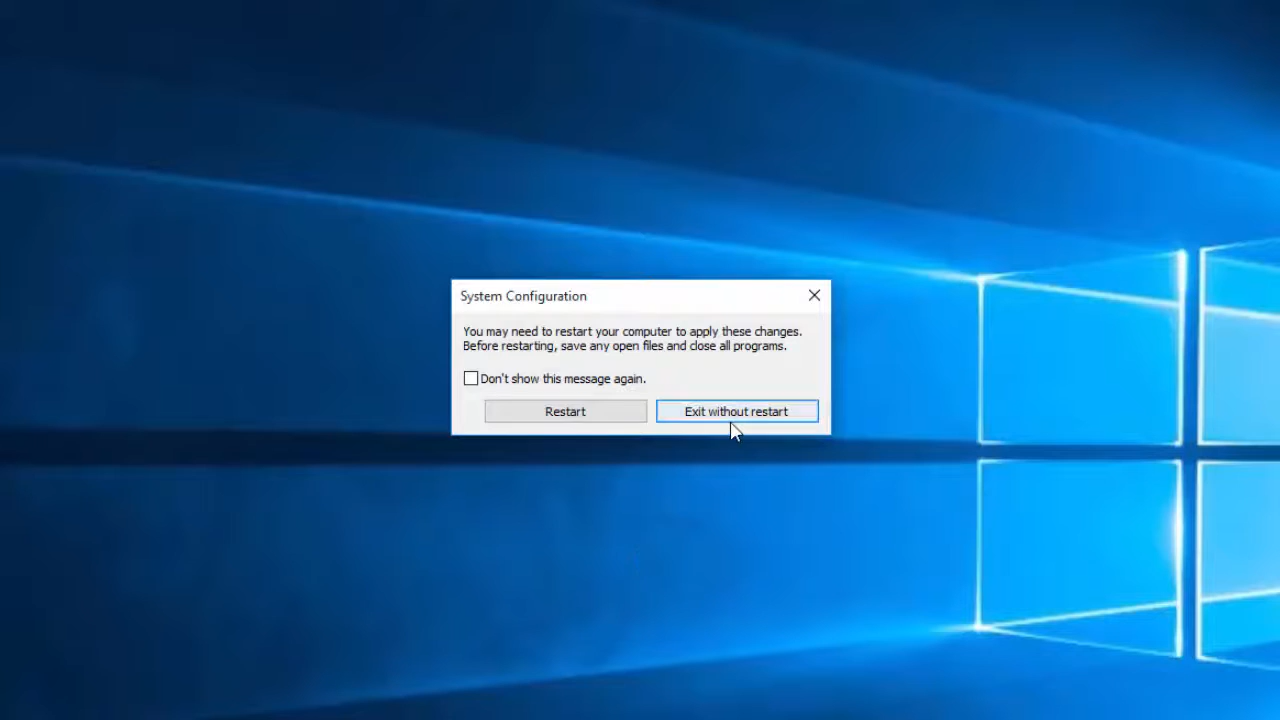 System Configuration
You may need to restart your computer to apply these changes.
Before restarting, save any open files and close all programs.
Don't show this message again.
Restart
Exit without restart